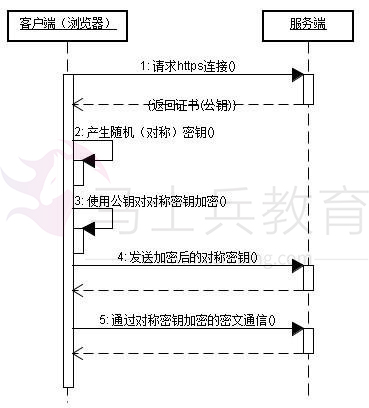 客户端（浏览器）
服务端
1: 请求https连接()
(返回证书(公钥))
2: 产生随机（对称）密钥()
马士兵教育
3: 使用公钥对对称密钥加密()
4: 发送加密后的对称密钥()
5: 通过对称密钥加密的密文通信()